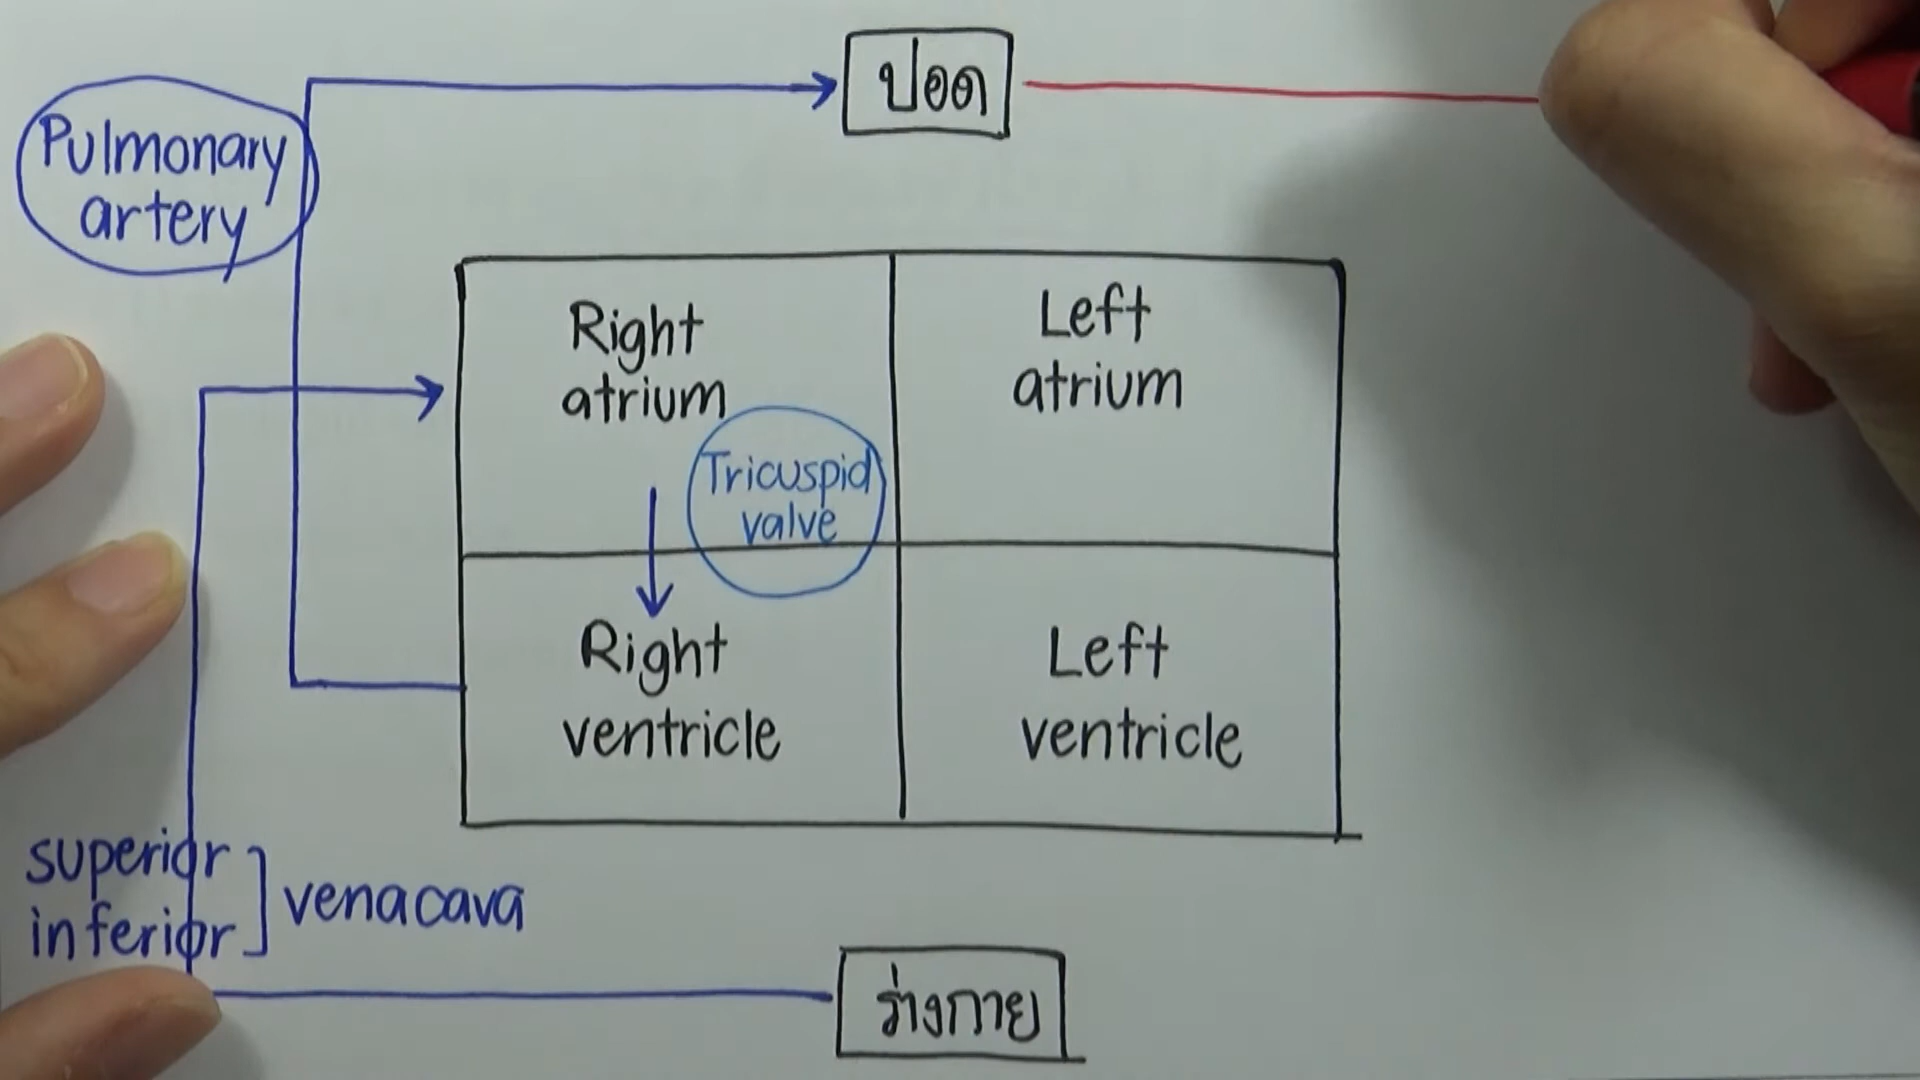 ปอด
Pulmonary
artery
Right
atrium
Left
atrium
Tricuspid
valve
Right
ventricle
Left
ventricle
superior
inferior
venacava
ร่างกาย